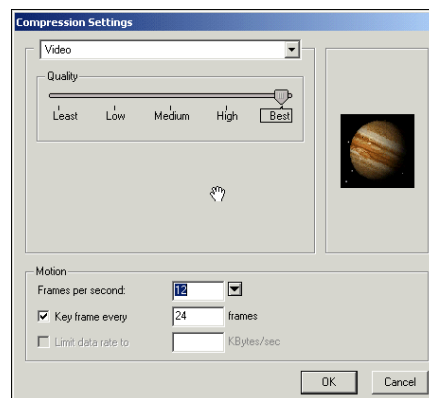 Compression Settings
Video
Quality
Least Low Medium High Best
Motion
Frames per second: 12
Key frame every 24 frames
Limit data rate to KBytes/sec
OK Cancel